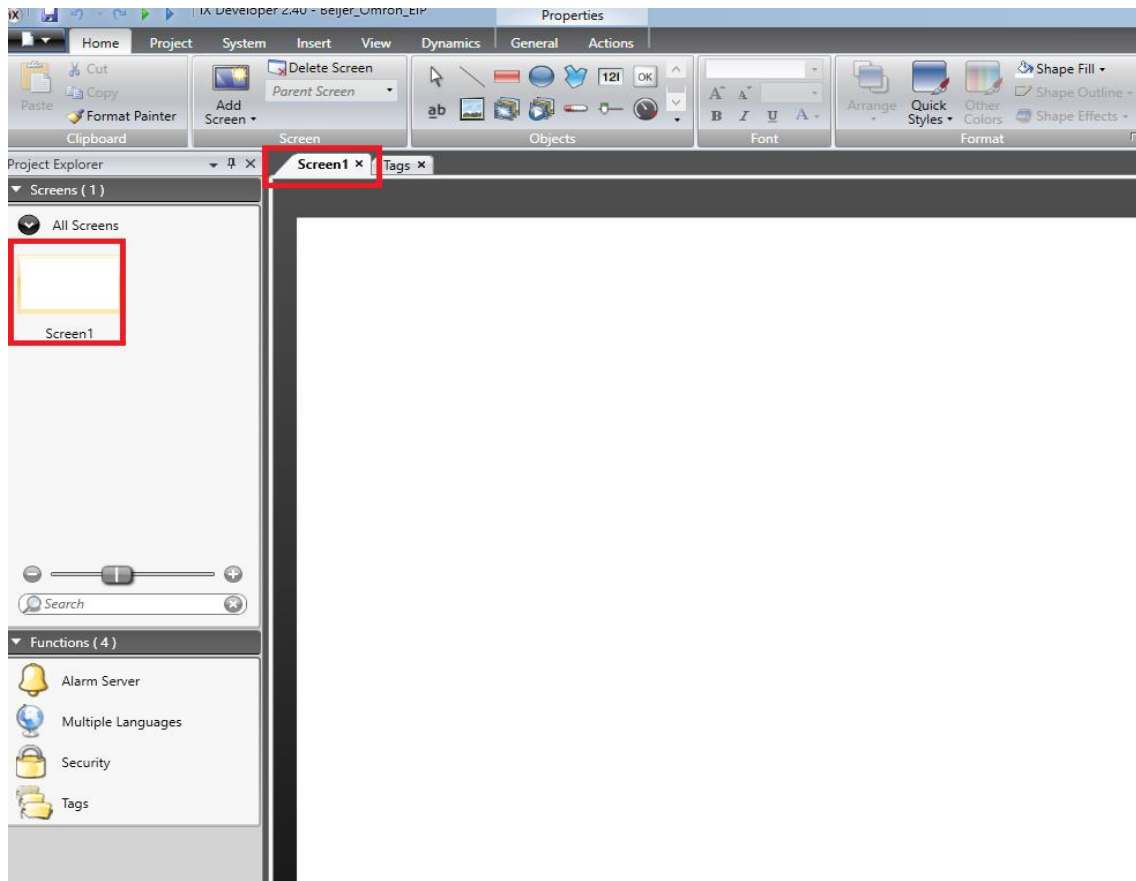 iX Developer 2.40 - Beijer_Omron_EIP
Properties
Home Project System Insert View Dynamics General Actions
Cut
Copy
Paste
Format Painter
Clipboard
Add
Screen
Delete Screen
Parent Screen
Screen
ab
12I
OK
Objects
A A
B I U A
Font
Arrange
Quick
Styles
Other
Colors
Shape Fill
Shape Outline
Shape Effects
Format
Project Explorer
Screen1 Tags
Screens ( 1 )
All Screens
Screen1
Search
Functions ( 4 )
Alarm Server
Multiple Languages
Security
Tags